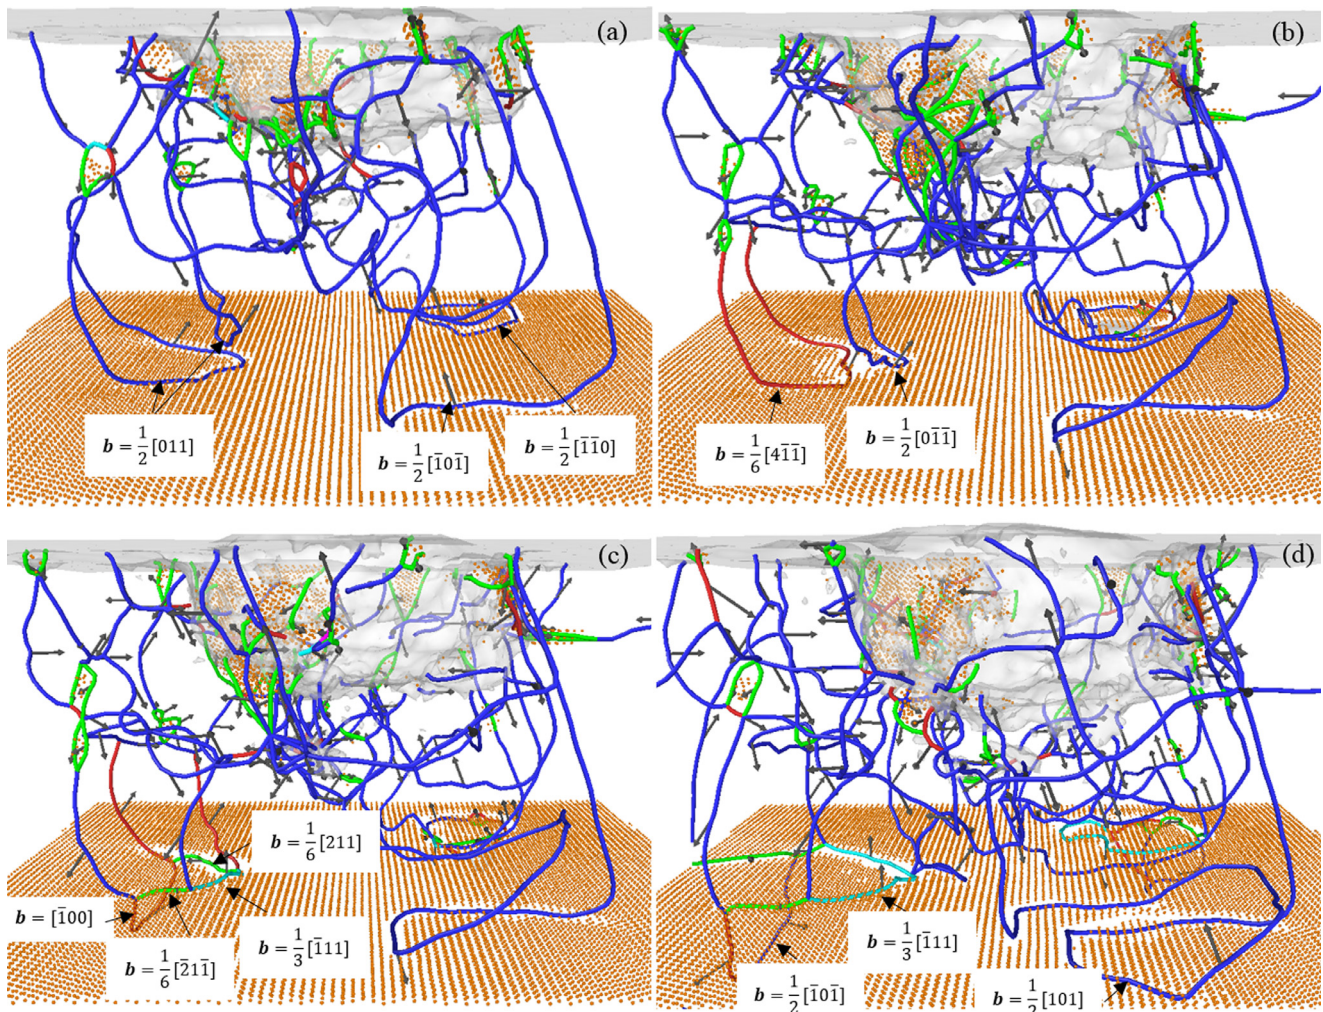 (a)
b = 1/2 [011]
b = 1/2 [1̅01̅]
b = 1/2 [1̅1̅0]
(b)
b = 1/6 [41̅1̅]
b = 1/2 [01̅1̅]
(c)
b = 1/6 [211]
b = [1̅00]
b = 1/3 [1̅11]
b = 1/6 [2̅11̅]
(d)
b = 1/3 [1̅11]
b = 1/2 [1̅01̅]
b = 1/2 [101]